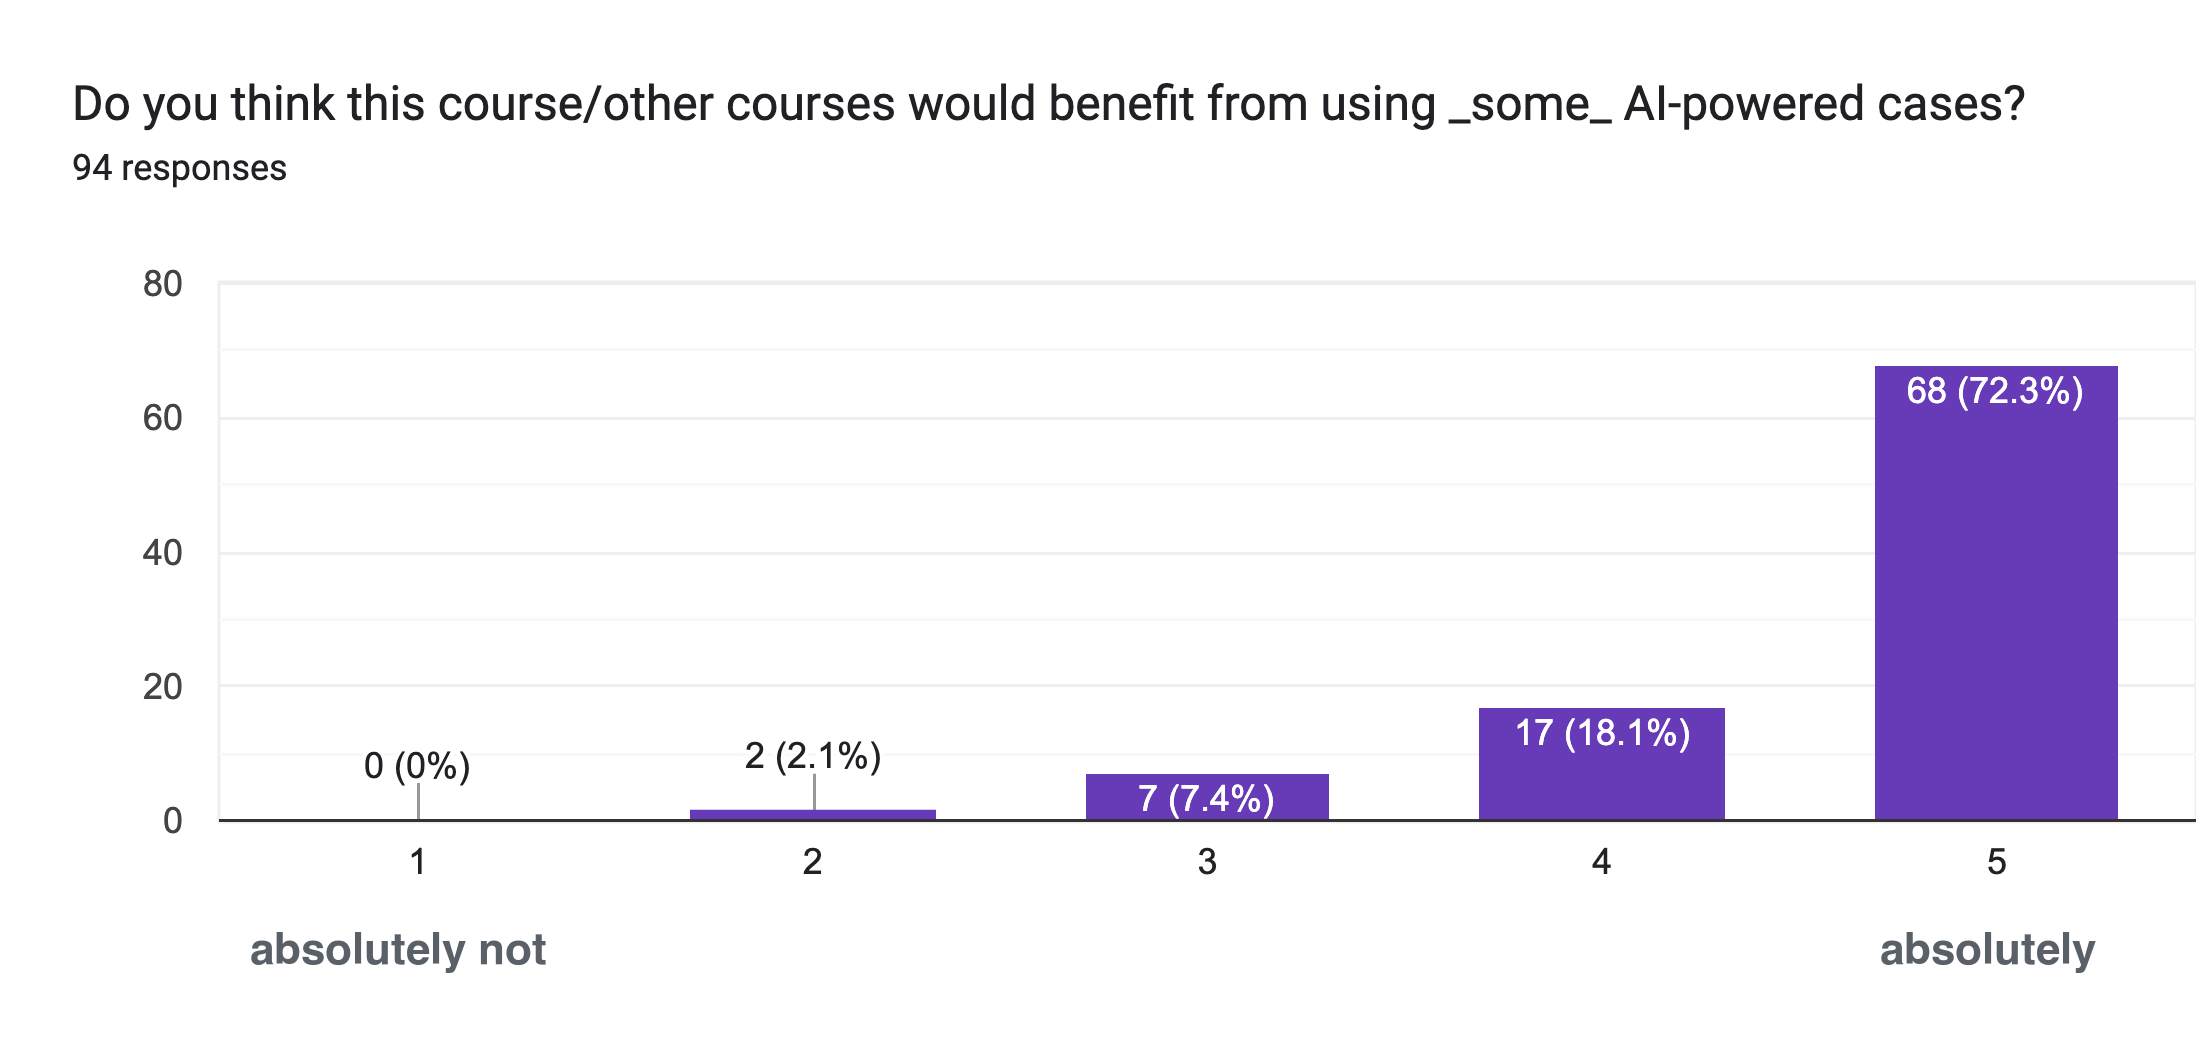 Do you think this course/other courses would benefit from using _some_ AI-powered cases?
94 responses
80
60
40
20
0
0 (0%)
2 (2.1%)
7 (7.4%)
17 (18.1%)
68 (72.3%)
1 2 3 4 5
absolutely not absolutely